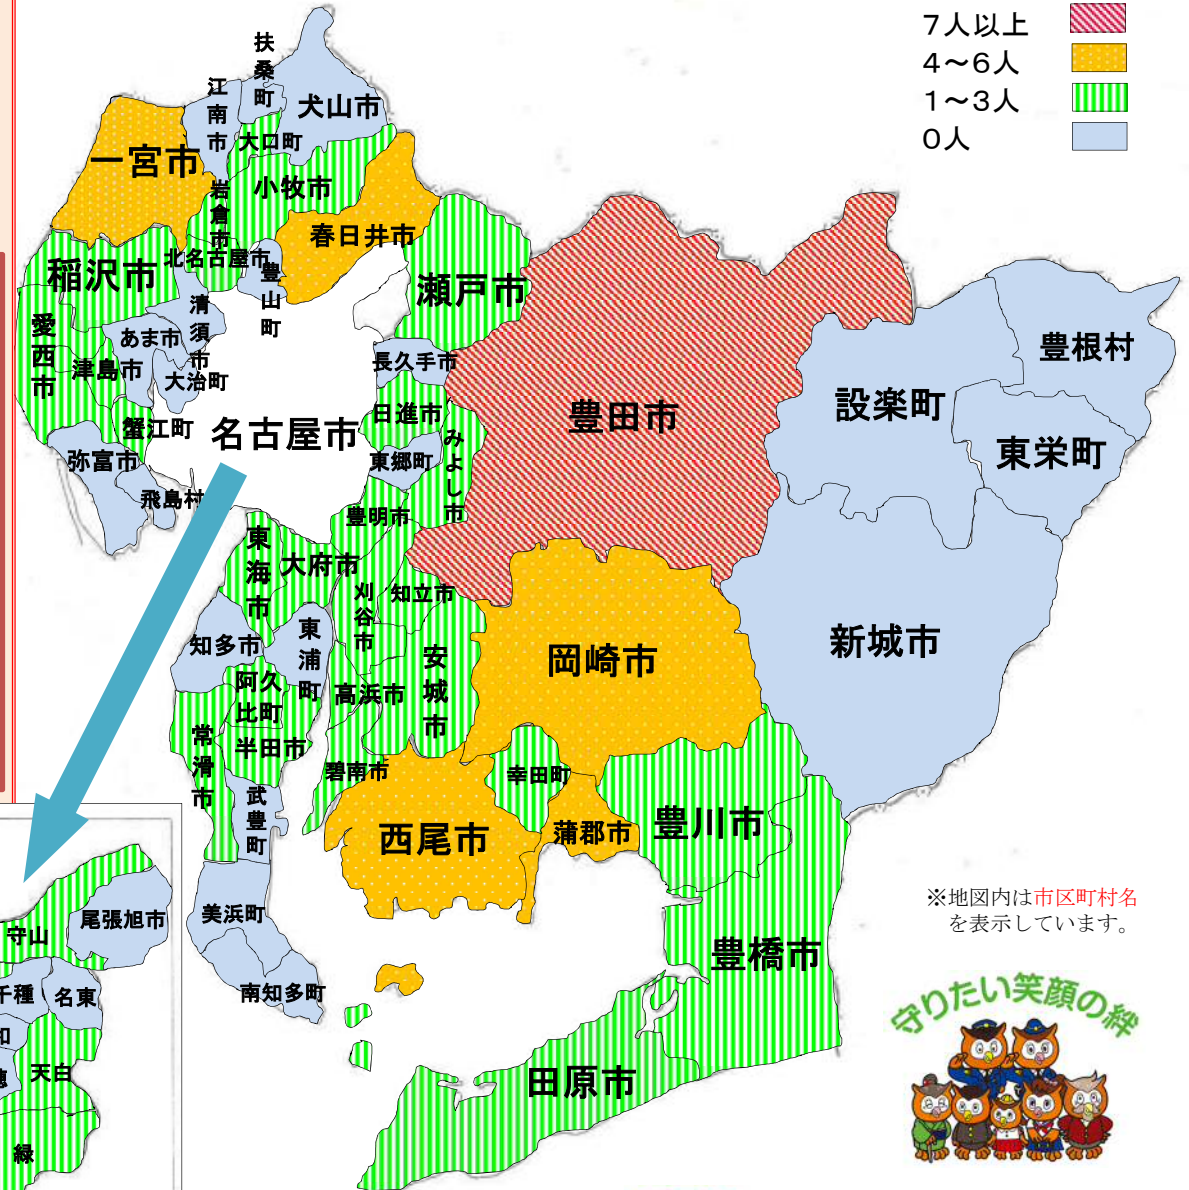 7人以上
4～6人
1～3人
0人
扶桑町
江南市
犬山市
大口町
一宮市
小牧市
岩倉市
春日井市
北名古屋市
稲沢市
豊山町
瀬戸市
清須市
愛西市
あま市
津島市
大治町
長久手市
豊根村
設楽町
日進市
豊田市
蟹江町
名古屋市
みよし市
東栄町
弥富市
東郷町
飛島村
豊明市
東海市
大府市
刈谷市
知立市
知多市
東浦町
岡崎市
新城市
安城市
阿久比町
高浜市
常滑市
半田市
碧南市
幸田町
武豊町
西尾市
蒲郡市
豊川市
美浜町
豊橋市
南知多町
田原市
尾張旭市
守山
千種
名東
和
穂
天白
緑
※地図内は市区町村名
を表示しています。
守りたい笑顔の絆